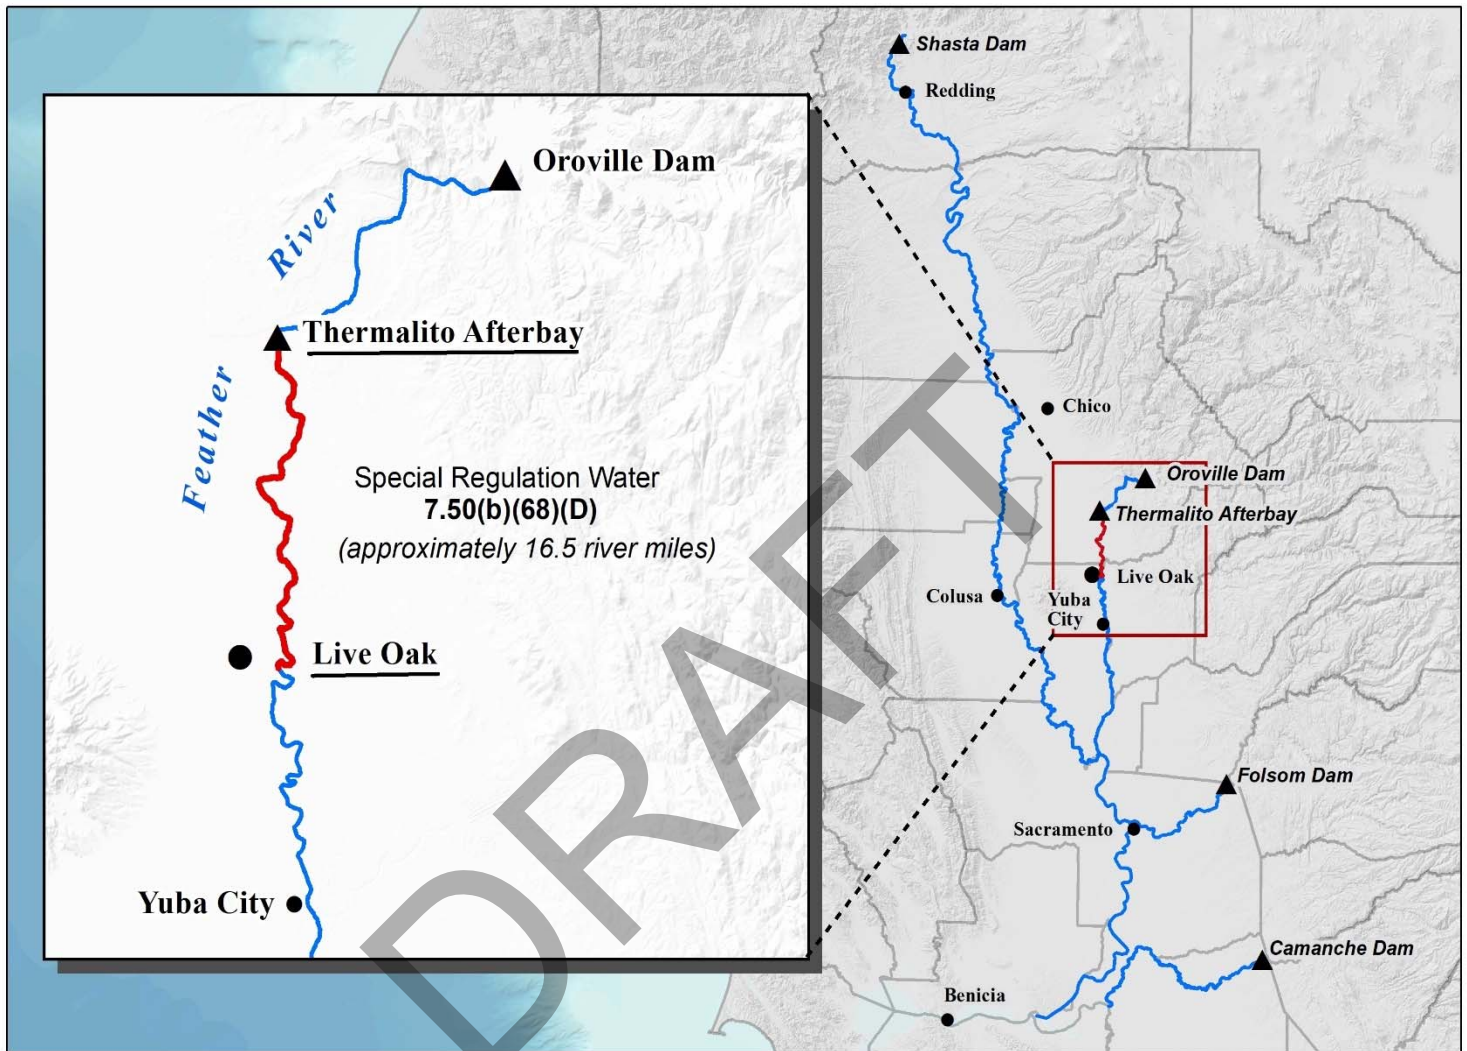 Oroville Dam
River
Thermalito Afterbay
Feather
Special Regulation Water
7.50(b)(68)(D)
(approximately 16.5 river miles)
Live Oak
Yuba City
Shasta Dam
Redding
Chico
Oroville Dam
Thermalito Afterbay
Live Oak
Colusa
Yuba
City
Folsom Dam
Sacramento
Camanche Dam
Benicia
DRAFT